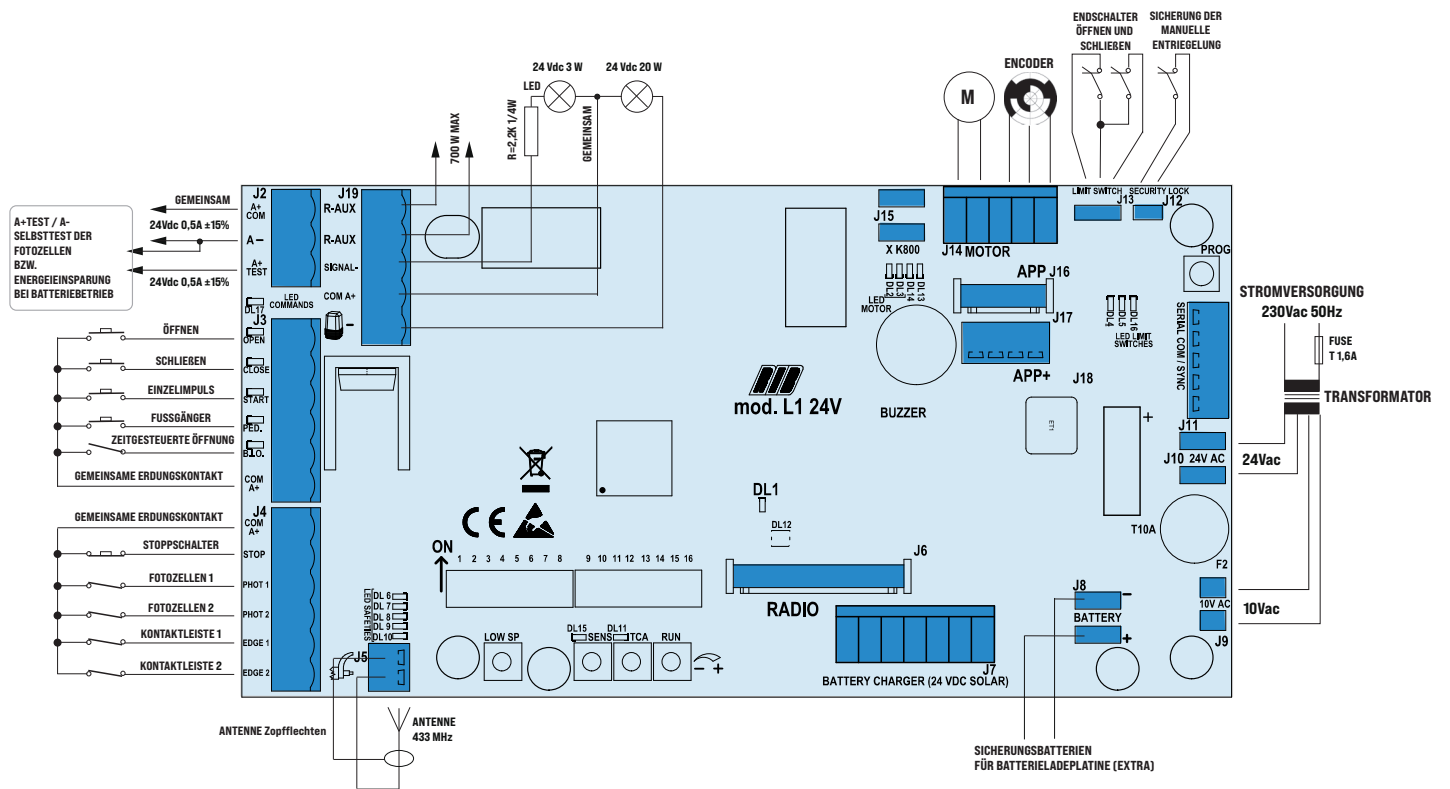 ENDSCHALTER
ÖFFNEN UND
SCHLIEßEN
SICHERUNG DER
MANUELLE
ENTRIEGELUNG
24 Vdc 3 W
24 Vdc 20 W
LED
R=2,2K 1/4W
GEMEINSAM
700 W MAX
M
ENCODER
A+TEST / A-
SELBSTTEST DER
FOTOZELLEN
BZW.
ENERGIEEINSPARUNG
BEI BATTERIEBETRIEB
GEMEINSAM
24Vdc 0,5A ±15%
24Vdc 0,5A ±15%
J2
A+
COM
A-
A+
TEST
LED
COMMANDS
DL17
J19
R-AUX
R-AUX
SIGNAL-
COM A+
-
J3
ÖFFNEN
OPEN
SCHLIEßEN
CLOSE
EINZELIMPULS
START
FUSSGÄNGER
PED.
ZEITGESTEUERTE ÖFFNUNG
B.I.O.
GEMEINSAME ERDUNGSKONTAKT
COM
A+
J4
GEMEINSAME ERDUNGSKONTAKT
COM
A+
STOPPSCHALTER
STOP
FOTOZELLEN 1
PHOT 1
FOTOZELLEN 2
PHOT 2
KONTAKTLEISTE 1
EDGE 1
KONTAKTLEISTE 2
EDGE 2
LED SAFETIES
DL 6
DL 7
DL 8
DL 9
DL10
J5
ANTENNE Zopfflechten
ANTENNE
433 MHz
ON
1 2 3 4 5 6 7 8
9 10 11 12 13 14 15 16
LOW SP
DL15
SENS
DL11
TCA
RUN
- +
CE
mod. L1 24V
DL1
DL12
J6
RADIO
J7
BATTERY CHARGER (24 VDC SOLAR)
J15
X K800
DL2
DL3
DL14
DL13
LED
MOTOR
BUZZER
J14 MOTOR
APP
J16
J17
APP+
J18
ET1
LIMIT SWITCH
J13
SECURITY LOCK
J12
PROG
DL4
DL5
DL16
LED LIMIT
SWITCHES
SERIAL COM / SYNC
STROMVERSORGUNG
230Vac 50Hz
FUSE
T 1,6A
TRANSFORMATOR
J11
J10
24V AC
24Vac
+
T10A
F2
10V AC
10Vac
J9
J8
-
BATTERY
+
SICHERUNGSBATTERIEN
FÜR BATTERIELADEPLATINE (EXTRA)